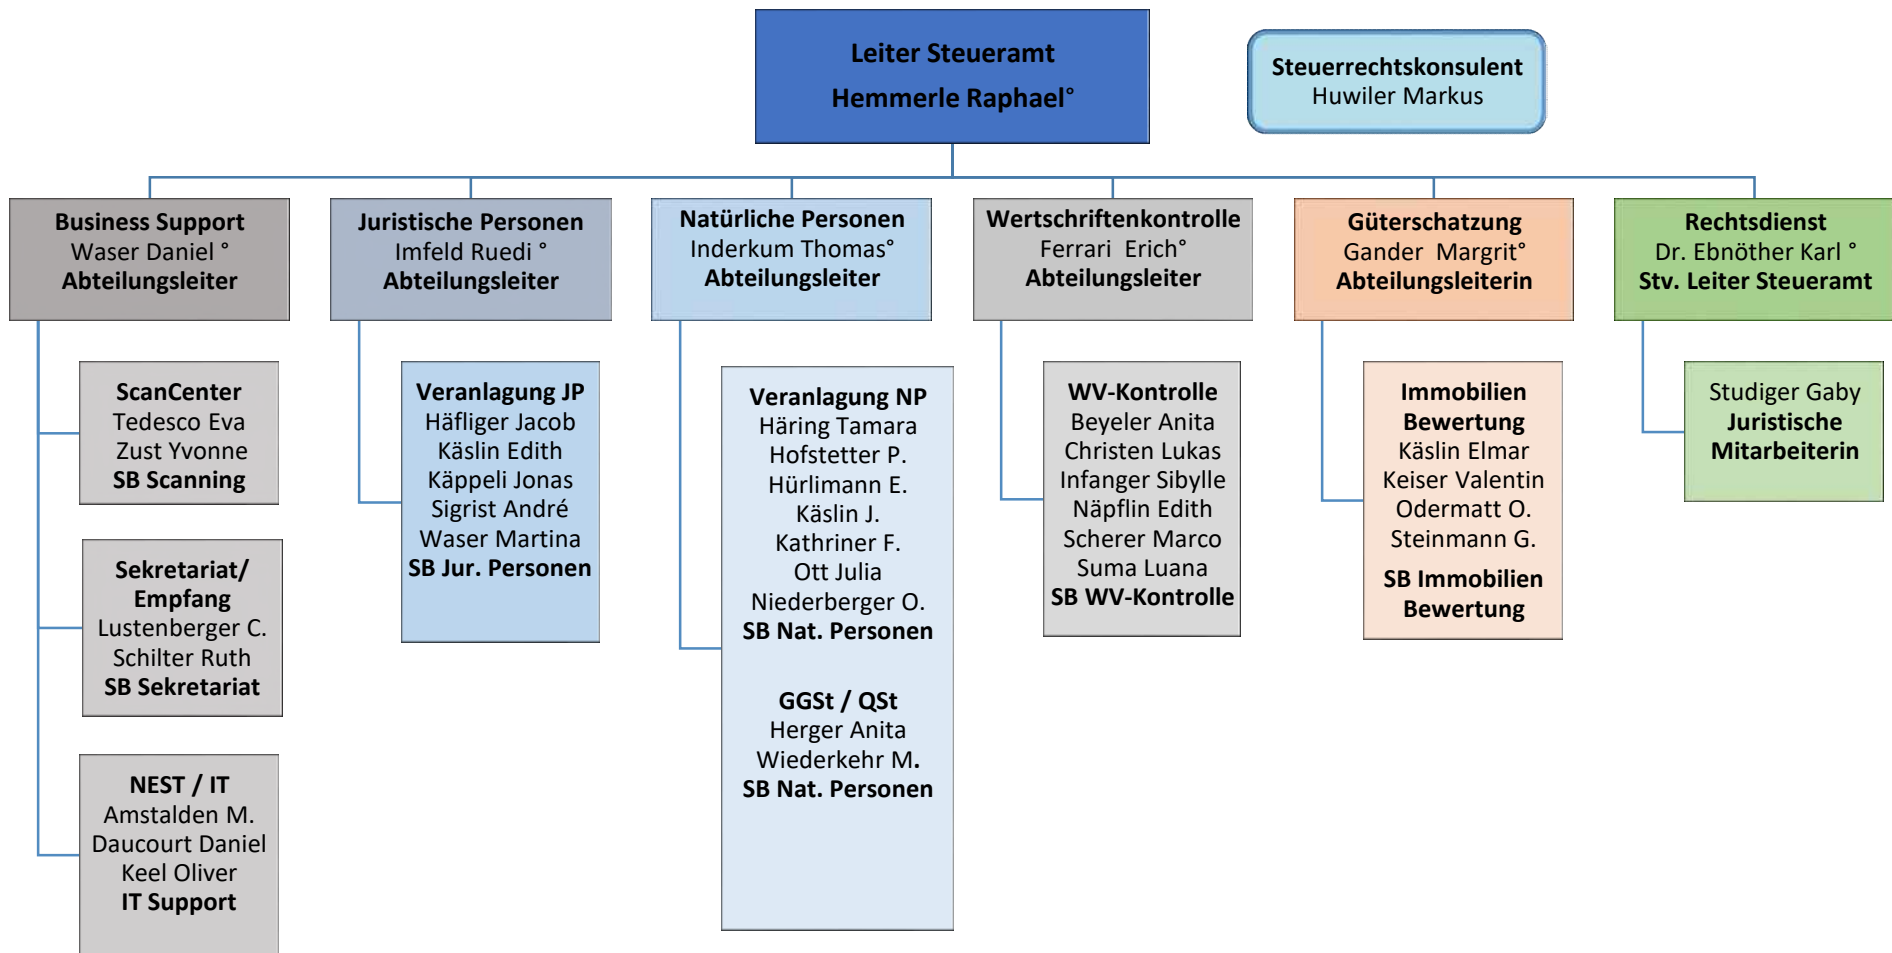 Leiter Steueramt
Hemmerle Raphael°
Steuerrechtskonsulent
Huwiler Markus
Business Support
Waser Daniel °
Abteilungsleiter
Juristische Personen
Imfeld Ruedi °
Abteilungsleiter
Natürliche Personen
Inderkum Thomas°
Abteilungsleiter
Wertschriftenkontrolle
Ferrari Erich°
Abteilungsleiter
Güterschatzung
Gander Margrit°
Abteilungsleiterin
Rechtsdienst
Dr. Ebnöther Karl °
Stv. Leiter Steueramt
ScanCenter
Tedesco Eva
Zust Yvonne
SB Scanning
Sekretariat/
Empfang
Lustenberger C.
Schilter Ruth
SB Sekretariat
NEST / IT
Amstalden M.
Daucourt Daniel
Keel Oliver
IT Support
Veranlagung JP
Häfliger Jacob
Käslin Edith
Käppeli Jonas
Sigrist André
Waser Martina
SB Jur. Personen
Veranlagung NP
Häring Tamara
Hofstetter P.
Hürlimann E.
Käslin J.
Kathriner F.
Ott Julia
Niederberger O.
SB Nat. Personen
GGSt / QSt
Herger Anita
Wiederkehr M.
SB Nat. Personen
WV-Kontrolle
Beyeler Anita
Christen Lukas
Infanger Sibylle
Näpflin Edith
Scherer Marco
Suma Luana
SB WV-Kontrolle
Immobilien
Bewertung
Käslin Elmar
Keiser Valentin
Odermatt O.
Steinmann G.
SB Immobilien
Bewertung
Studiger Gaby
Juristische
Mitarbeiterin